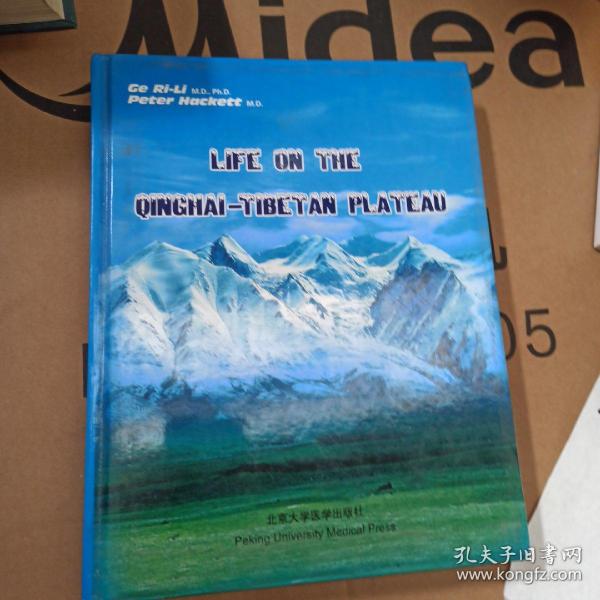 Midea
Ge Ri-Li M.D., Ph.D.
Peter Hackett M.D.
LIFE ON THE
QINGHAI-TIBETAN PLATEAU
05
北京大学医学出版社
Peking University Medical Press
孔夫子旧书网
www.kongfz.com